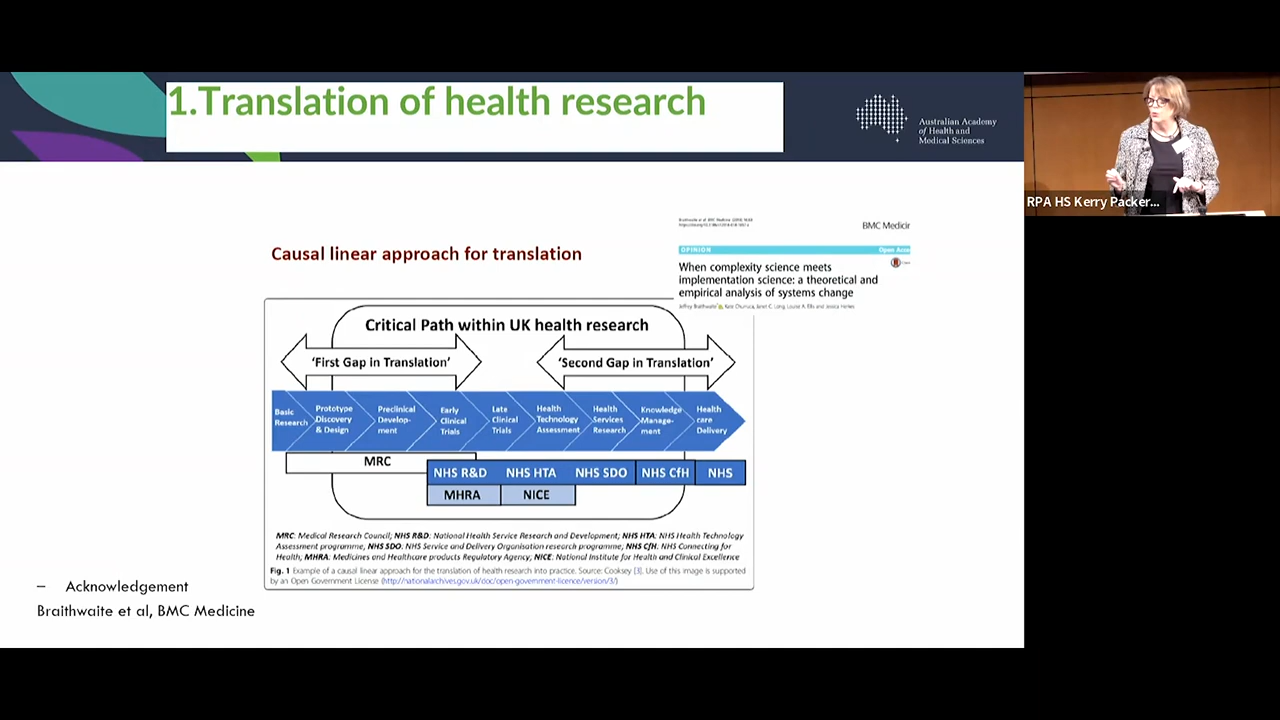 1.Translation of health research
Australian Academy
of Health and
Medical Sciences
RPA HS Kerry Packer...
BMC Medicin
OPINION
Open Acce
When complexity science meets
implementation science: a theoretical and
empirical analysis of systems change
Causal linear approach for translation
Critical Path within UK health research
‘First Gap in Translation’
‘Second Gap in Translation’
Basic
Research
Prototype
Discovery
& Design
Preclinical
Develop-
ment
Early
Clinical
Trials
Late
Clinical
Trials
Health
Technology
Assessment
Health
Services
Research
Knowledge
Manage-
ment
Health
care
Delivery
MRC
NHS R&D
NHS HTA
NHS SDO
NHS CfH
NHS
MHRA
NICE
MRC: Medical Research Council; NHS R&D: National Health Service Research and Development; NHS HTA: NHS Health Technology
Assessment programme; NHS SDO: NHS Service and Delivery Organisation research programme; NHS CfH: NHS Connecting for
Health; MHRA: Medicines and Healthcare products Regulatory Agency; NICE: National Institute for Health and Clinical Excellence
Fig. 1 Example of a causal linear approach for the translation of health research into practice. Source: Cooksey [3]. Use of this image is supported
by an Open Government License (http://nationalarchives.gov.uk/doc/open-government-licence/version/3/)
– Acknowledgement
Braithwaite et al, BMC Medicine